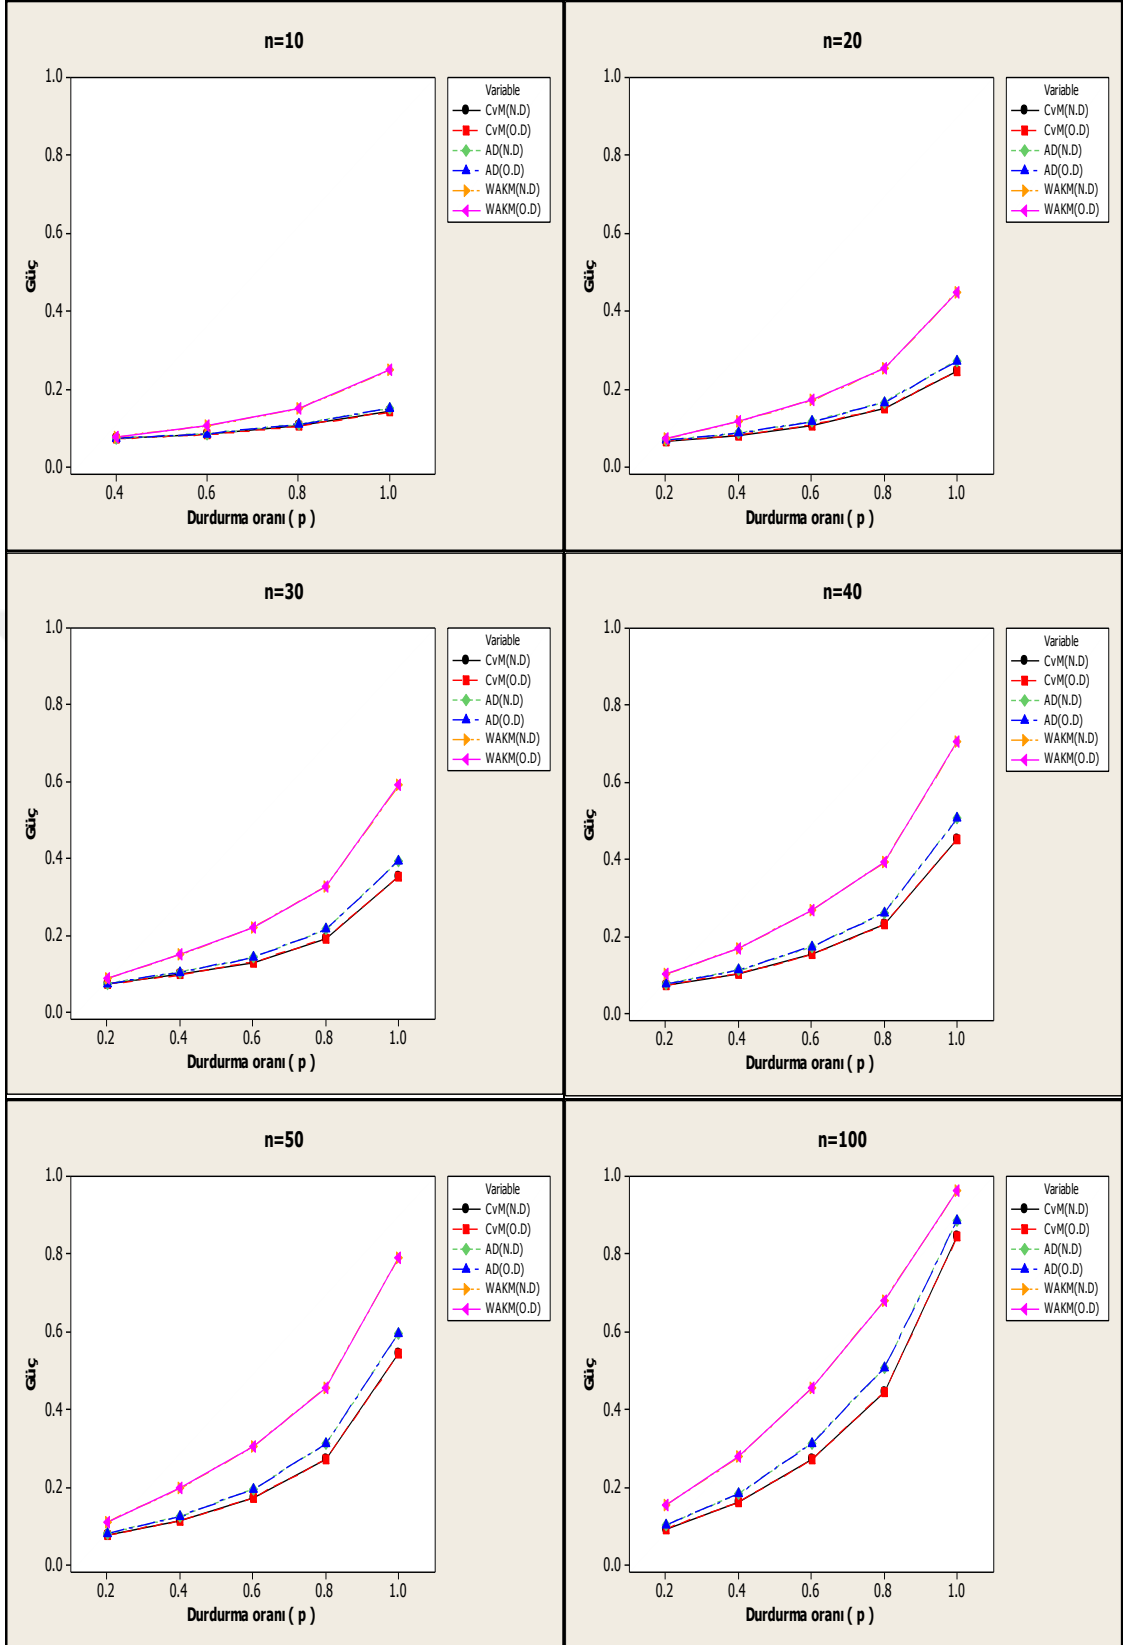 n=10
1.0
0.8
0.6
0.4
0.2
0.0
Güç
0.4 0.6 0.8 1.0
Durdurma oranı ( p )
Variable
CvM(N.D)
CvM(O.D)
AD(N.D)
AD(O.D)
WAKM(N.D)
WAKM(O.D)
n=20
1.0
0.8
0.6
0.4
0.2
0.0
Güç
0.2 0.4 0.6 0.8 1.0
Durdurma oranı ( p )
Variable
CvM(N.D)
CvM(O.D)
AD(N.D)
AD(O.D)
WAKM(N.D)
WAKM(O.D)
n=30
1.0
0.8
0.6
0.4
0.2
0.0
Güç
0.2 0.4 0.6 0.8 1.0
Durdurma oranı ( p )
Variable
CvM(N.D)
CvM(O.D)
AD(N.D)
AD(O.D)
WAKM(N.D)
WAKM(O.D)
n=40
1.0
0.8
0.6
0.4
0.2
0.0
Güç
0.2 0.4 0.6 0.8 1.0
Durdurma oranı ( p )
Variable
CvM(N.D)
CvM(O.D)
AD(N.D)
AD(O.D)
WAKM(N.D)
WAKM(O.D)
n=50
1.0
0.8
0.6
0.4
0.2
0.0
Güç
0.2 0.4 0.6 0.8 1.0
Durdurma oranı ( p )
Variable
CvM(N.D)
CvM(O.D)
AD(N.D)
AD(O.D)
WAKM(N.D)
WAKM(O.D)
n=100
1.0
0.8
0.6
0.4
0.2
0.0
Güç
0.2 0.4 0.6 0.8 1.0
Durdurma oranı ( p )
Variable
CvM(N.D)
CvM(O.D)
AD(N.D)
AD(O.D)
WAKM(N.D)
WAKM(O.D)